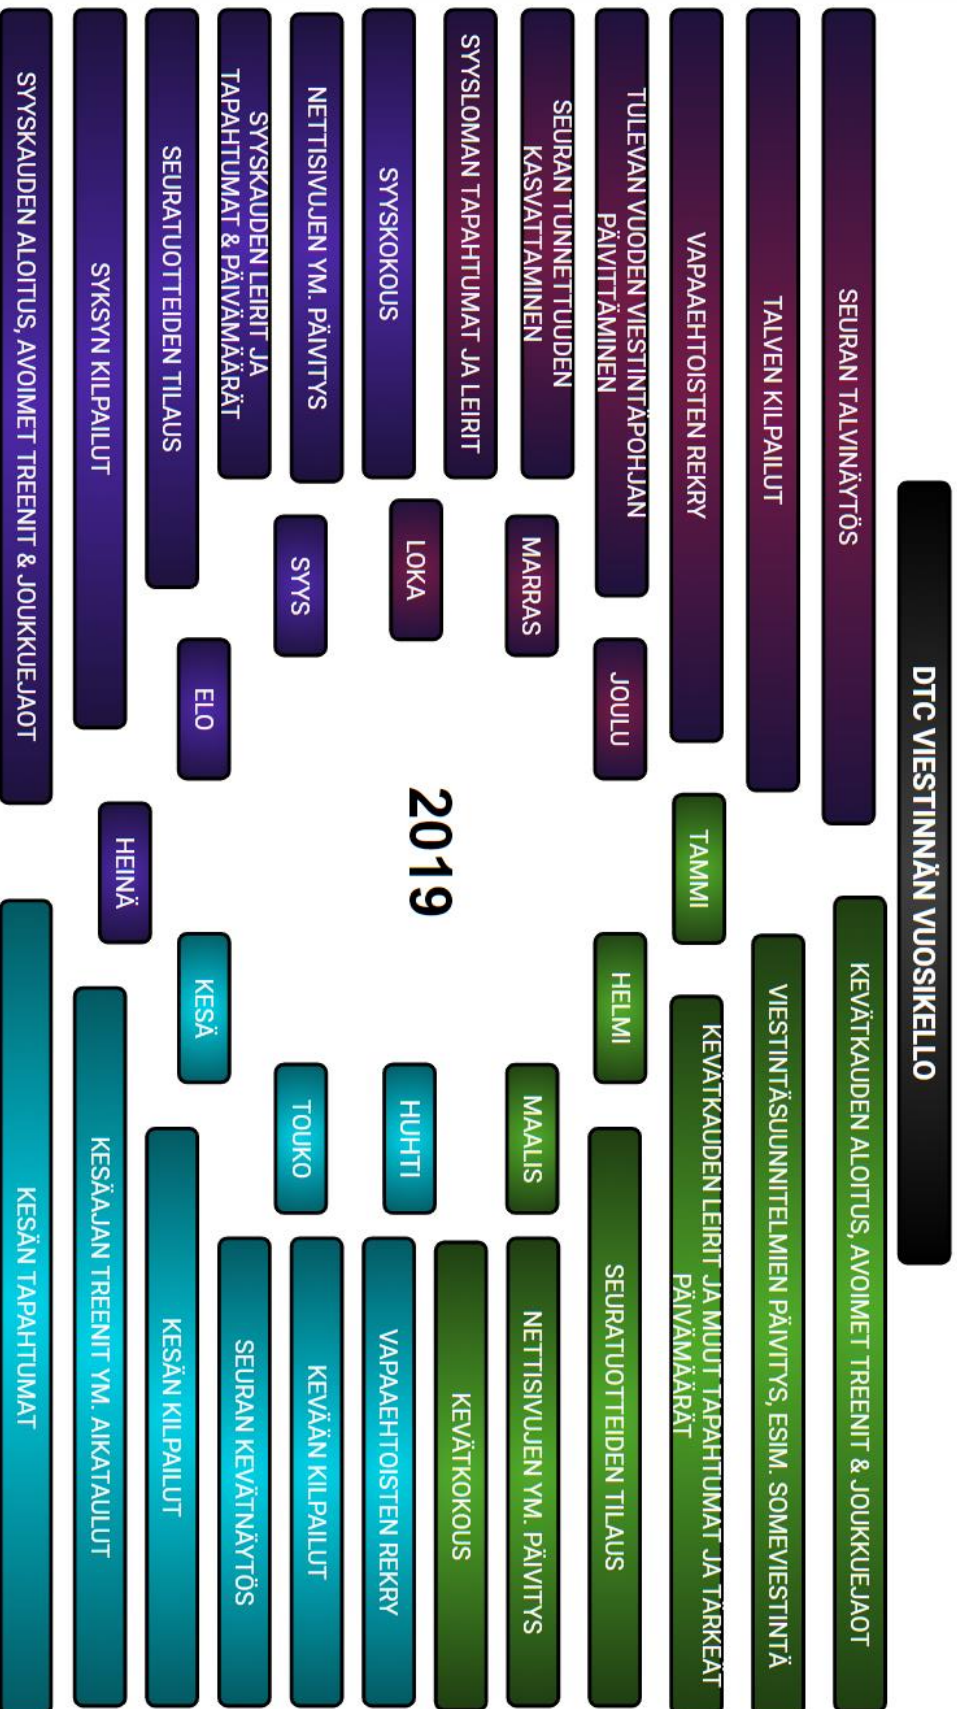 DTC VIESTINNÄN VUOSIKELLO
SEURAN TALVINÄYTÖS
TALVEN KILPAILUT
VAPAAEHTOISTEN REKRY
TULEVAN VUODEN VIESTINTÄPOHJAN
PÄIVITTÄMINEN
SEURAN TUNNETTUUDEN
KASVATTAMINEN
SYYSLOMAN TAPAHTUMAT JA LEIRIT
SYYSKOKOUS
NETTISIVUJEN YM. PÄIVITYS
SYYSKAUDEN LEIRIT JA
TAPAHTUMAT & PÄIVÄMÄÄRÄT
SEURATUOTTEIDEN TILAUS
SYKSYN KILPAILUT
SYYSKAUDEN ALOITUS, AVOIMET TREENIT & JOUKKUEJAOT
JOULU
MARRAS
LOKA
SYYS
ELO
HEINÄ
2019
TAMMI
HELMI
MAALIS
HUHTI
TOUKO
KESÄ
KEVÄTKAUDEN ALOITUS, AVOIMET TREENIT & JOUKKUEJAOT
VIESTINTÄSUUNNITELMIEN PÄIVITYS, ESIM. SOMEVIESTINTÄ
KEVÄTKAUDEN LEIRIT JA MUUT TAPAHTUMAT JA TÄRKEÄT
PÄIVÄMÄÄRÄT
SEURATUOTTEIDEN TILAUS
NETTISIVUJEN YM. PÄIVITYS
KEVÄTKOKOUS
VAPAAEHTOISTEN REKRY
KEVÄÄN KILPAILUT
SEURAN KEVÄTNÄYTÖS
KESÄN KILPAILUT
KESÄAJAN TREENIT YM. AIKATAULUT
KESÄN TAPAHTUMAT